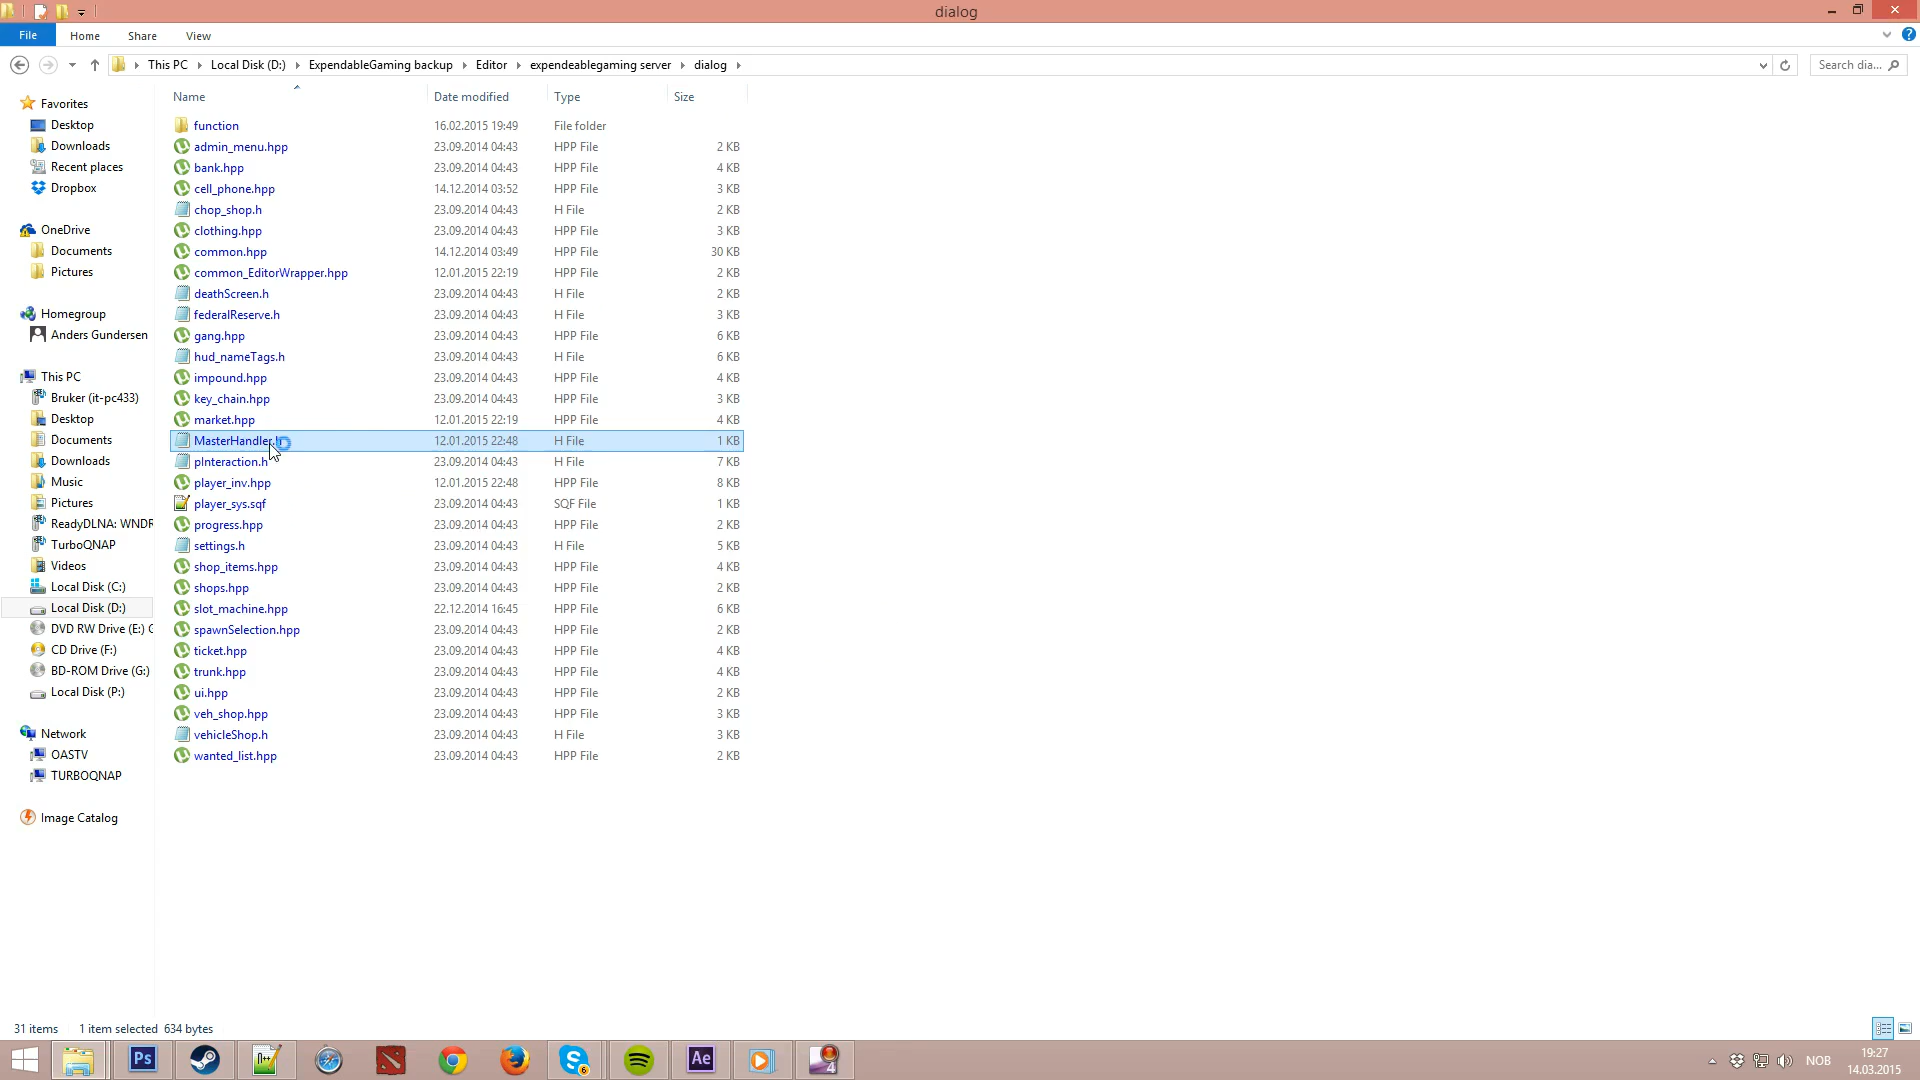 dialog
File Home Share View
This PC Local Disk (D:) ExpendableGaming backup Editor expendeablegaming server dialog Search dia...
Name Date modified Type Size
Favorites
Desktop
Downloads
Recent places
Dropbox
OneDrive
Documents
Pictures
Homegroup
Anders Gundersen
This PC
Bruker (it-pc433)
Desktop
Documents
Downloads
Music
Pictures
ReadyDLNA: WNDR
TurboQNAP
Videos
Local Disk (C:)
Local Disk (D:)
DVD RW Drive (E:) G
CD Drive (F:)
BD-ROM Drive (G:)
Local Disk (P:)
Network
OASTV
TURBOQNAP
Image Catalog
function 16.02.2015 19:49 File folder
admin_menu.hpp 23.09.2014 04:43 HPP File 2 KB
bank.hpp 23.09.2014 04:43 HPP File 4 KB
cell_phone.hpp 14.12.2014 03:52 HPP File 3 KB
chop_shop.h 23.09.2014 04:43 H File 2 KB
clothing.hpp 23.09.2014 04:43 HPP File 3 KB
common.hpp 14.12.2014 03:49 HPP File 30 KB
common_EditorWrapper.hpp 12.01.2015 22:19 HPP File 2 KB
deathScreen.h 23.09.2014 04:43 H File 2 KB
federalReserve.h 23.09.2014 04:43 H File 3 KB
gang.hpp 23.09.2014 04:43 HPP File 6 KB
hud_nameTags.h 23.09.2014 04:43 H File 6 KB
impound.hpp 23.09.2014 04:43 HPP File 4 KB
key_chain.hpp 23.09.2014 04:43 HPP File 3 KB
market.hpp 12.01.2015 22:19 HPP File 4 KB
MasterHandler.h 12.01.2015 22:48 H File 1 KB
pInteraction.h 23.09.2014 04:43 H File 7 KB
player_inv.hpp 12.01.2015 22:48 HPP File 8 KB
player_sys.sqf 23.09.2014 04:43 SQF File 1 KB
progress.hpp 23.09.2014 04:43 HPP File 2 KB
settings.h 23.09.2014 04:43 H File 5 KB
shop_items.hpp 23.09.2014 04:43 HPP File 4 KB
shops.hpp 23.09.2014 04:43 HPP File 2 KB
slot_machine.hpp 22.12.2014 16:45 HPP File 6 KB
spawnSelection.hpp 23.09.2014 04:43 HPP File 2 KB
ticket.hpp 23.09.2014 04:43 HPP File 4 KB
trunk.hpp 23.09.2014 04:43 HPP File 4 KB
ui.hpp 23.09.2014 04:43 HPP File 2 KB
veh_shop.hpp 23.09.2014 04:43 HPP File 3 KB
vehicleShop.h 23.09.2014 04:43 H File 3 KB
wanted_list.hpp 23.09.2014 04:43 HPP File 2 KB
31 items 1 item selected 634 bytes
Ps Ae 6 4 NOB 19:27
14.03.2015